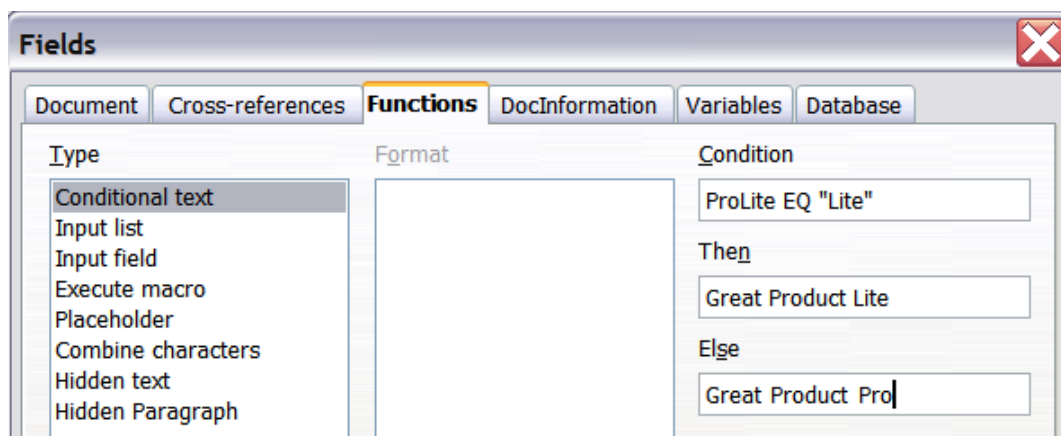 Fields
Document Cross-references Functions DocInformation Variables Database
Type
Conditional text
Input list
Input field
Execute macro
Placeholder
Combine characters
Hidden text
Hidden Paragraph
Format
Condition
ProLite EQ "Lite"
Then
Great Product Lite
Else
Great Product Pro